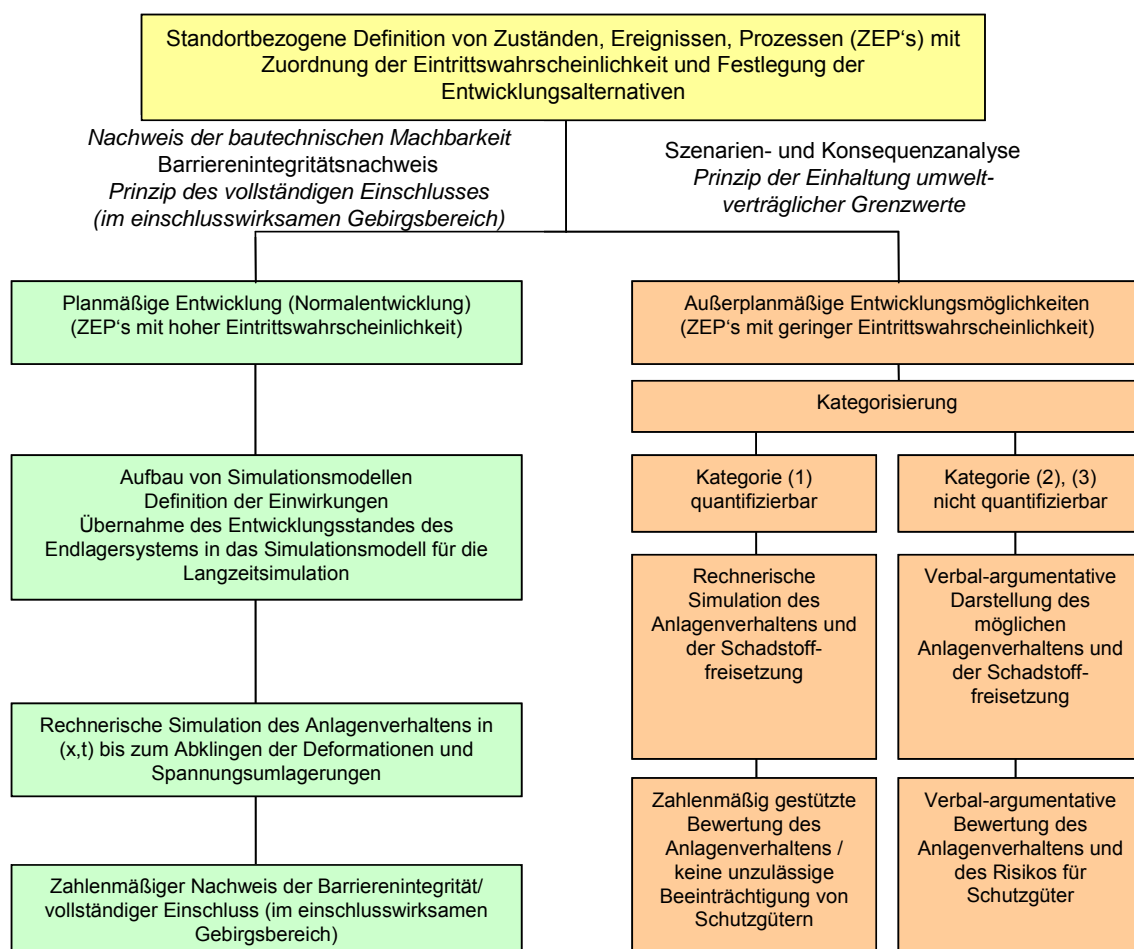 Standortbezogene Definition von Zuständen, Ereignissen, Prozessen (ZEP‘s) mit
Zuordnung der Eintrittswahrscheinlichkeit und Festlegung der
Entwicklungsalternativen
Nachweis der bautechnischen Machbarkeit
Barrierenintegritätsnachweis
Prinzip des vollständigen Einschlusses
(im einschlusswirksamen Gebirgsbereich)
Szenarien- und Konsequenzanalyse
Prinzip der Einhaltung umwelt-
verträglicher Grenzwerte
Planmäßige Entwicklung (Normalentwicklung)
(ZEP‘s mit hoher Eintrittswahrscheinlichkeit)
Aufbau von Simulationsmodellen
Definition der Einwirkungen
Übernahme des Entwicklungsstandes des
Endlagersystems in das Simulationsmodell für die
Langzeitsimulation
Rechnerische Simulation des Anlagenverhaltens in
(x,t) bis zum Abklingen der Deformationen und
Spannungsumlagerungen
Zahlenmäßiger Nachweis der Barrierenintegrität/
vollständiger Einschluss (im einschlusswirksamen
Gebirgsbereich)
Außerplanmäßige Entwicklungsmöglichkeiten
(ZEP‘s mit geringer Eintrittswahrscheinlichkeit)
Kategorisierung
Kategorie (1)
quantifizierbar
Rechnerische
Simulation des
Anlagenverhaltens und
der Schadstoff-
freisetzung
Zahlenmäßig gestützte
Bewertung des
Anlagenverhaltens /
keine unzulässige
Beeinträchtigung von
Schutzgütern
Kategorie (2), (3)
nicht quantifizierbar
Verbal-argumentative
Darstellung des
möglichen
Anlagenverhaltens und
der Schadstoff-
freisetzung
Verbal-argumentative
Bewertung des
Anlagenverhaltens und
des Risikos für
Schutzgüter